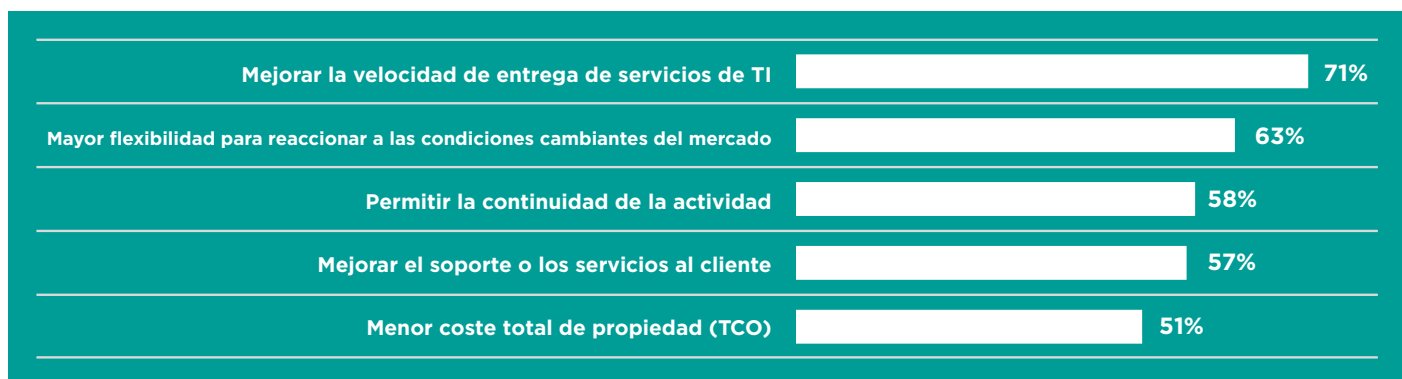 Mejorar la velocidad de entrega de servicios de TI 71%
Mayor flexibilidad para reaccionar a las condiciones cambiantes del mercado 63%
Permitir la continuidad de la actividad 58%
Mejorar el soporte o los servicios al cliente 57%
Menor coste total de propiedad (TCO) 51%